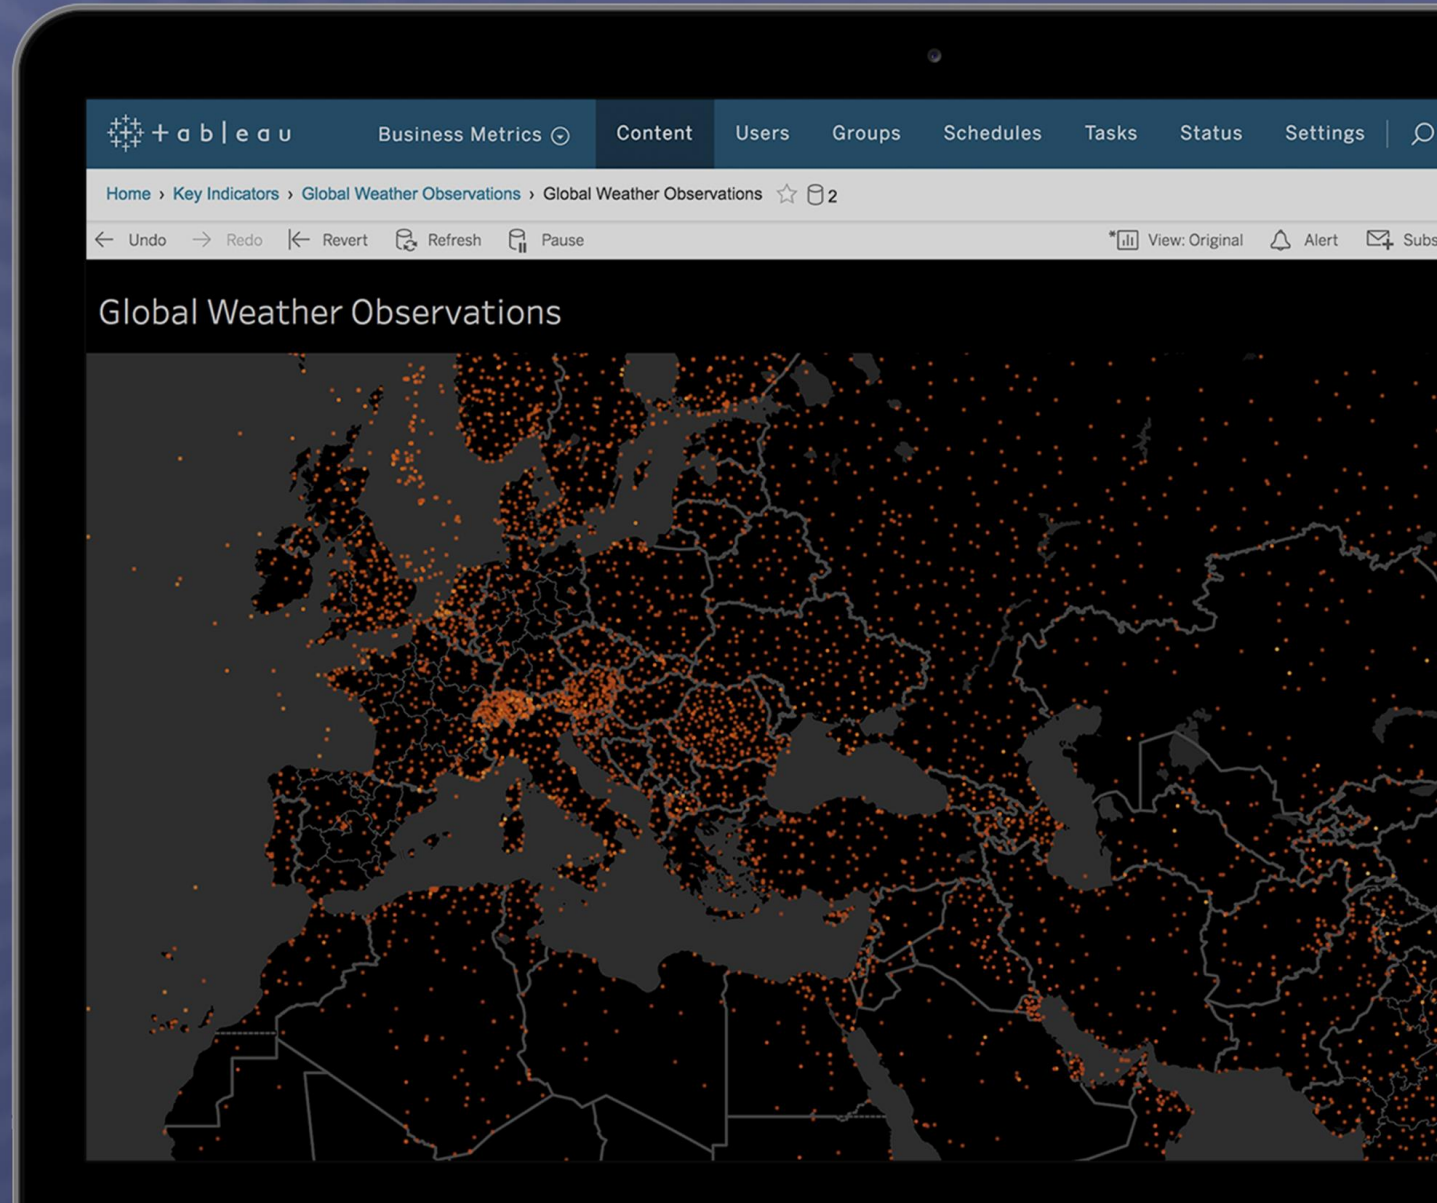 +ableau Business Metrics Content Users Groups Schedules Tasks Status Settings
Home › Key Indicators › Global Weather Observations › Global Weather Observations 2
Undo Redo Revert Refresh Pause View: Original Alert Subs
Global Weather Observations